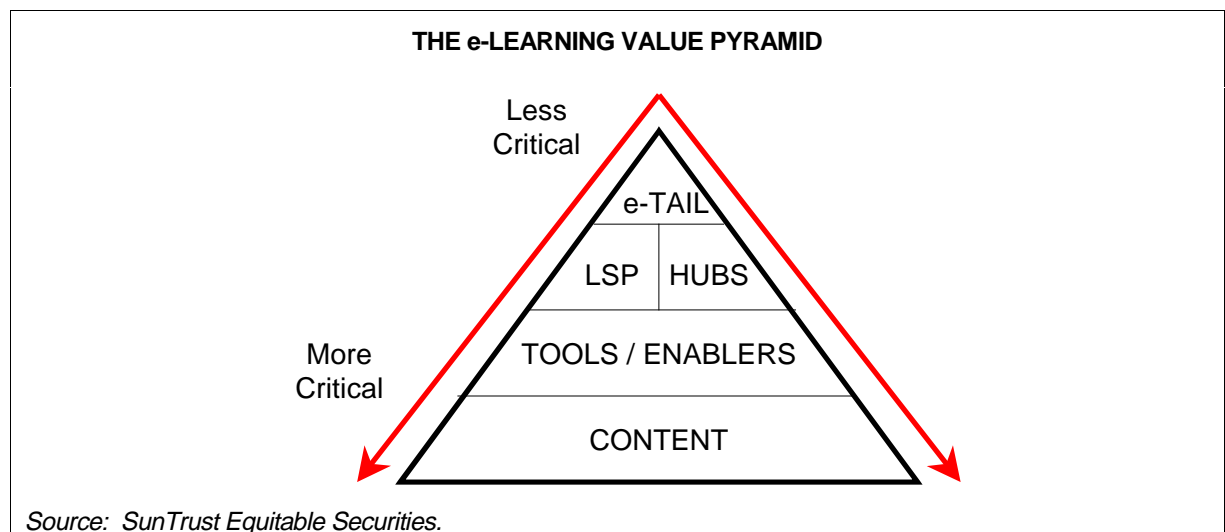 THE e-LEARNING VALUE PYRAMID
Less
Critical
e-TAIL
LSP
HUBS
More
Critical
TOOLS / ENABLERS
CONTENT
Source: SunTrust Equitable Securities.